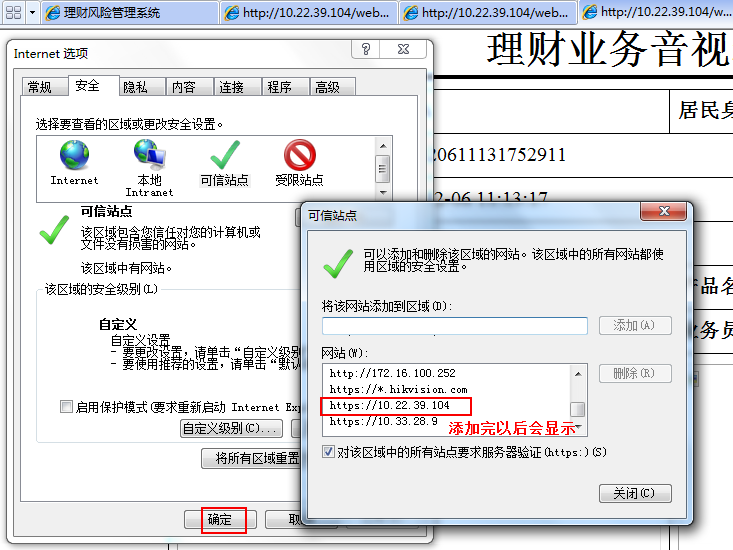 理财风险管理系统
http://10.22.39.104/web...
http://10.22.39.104/web...
http://10.22.39.104/w...
理财业务音视
居民身
20611131752911
2-06 11:13:17
产品名
业务员
Internet 选项
常规
安全
隐私
内容
连接
程序
高级
选择要查看的区域或更改安全设置。
Internet
本地
Intranet
可信站点
受限站点
可信站点
该区域包含您信任对您的计算机或
文件没有损害的网站。
该区域中有网站。
该区域的安全级别(L)
自定义
自定义设置
- 要更改设置，请单击“自定义级别
- 要使用推荐的设置，请单击“默认
启用保护模式(要求重新启动 Internet Exp
自定义级别(C)...
将所有区域重置
确定
取
可信站点
可以添加和删除该区域的网站。该区域中的所有网站都使
用区域的安全设置。
将该网站添加到区域(D):
添加(A)
网站(W):
http://172.16.100.252
https://*.hikvision.com
https://10.22.39.104
https://10.33.28.9
删除(R)
添加完以后会显示
对该区域中的所有站点要求服务器验证(https:)(S)
关闭(C)